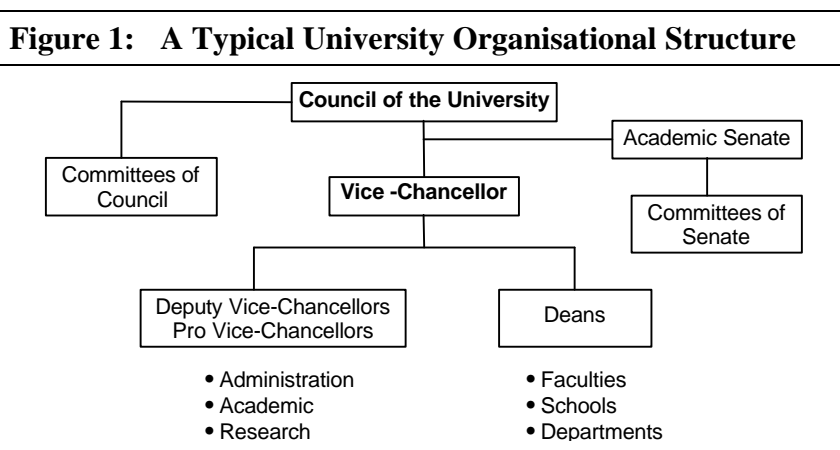 Figure 1: A Typical University Organisational Structure
Council of the University
Academic Senate
Committees of
Council
Vice -Chancellor
Committees of
Senate
Deputy Vice-Chancellors
Pro Vice-Chancellors
Deans
• Administration
• Academic
• Research
• Faculties
• Schools
• Departments